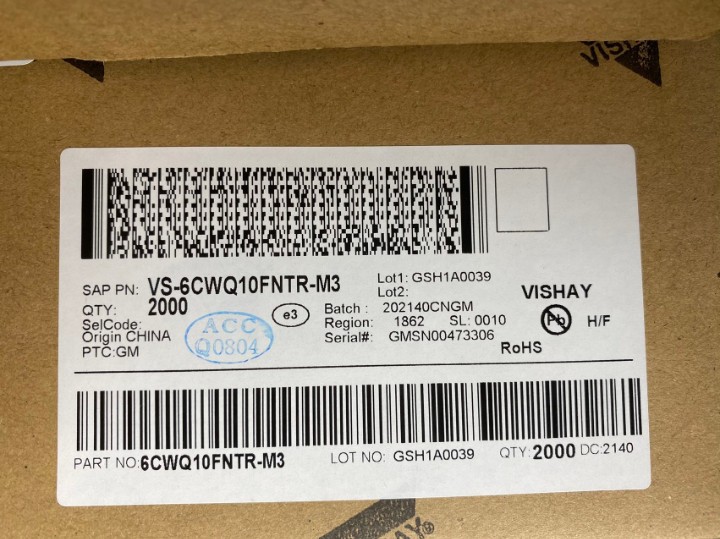 VISHAY
SAP PN: VS-6CWQ10FNTR-M3
QTY: 2000
SelCode:
Origin CHINA
PTC:GM
e3
ACC
Q0804
Lot1: GSH1A0039
Lot2:
Batch : 202140CNGM
Region: 1862 SL: 0010
Serial#: GMSN00473306
VISHAY
Pb H/F
RoHS
PART NO:6CWQ10FNTR-M3 LOT NO: GSH1A0039 QTY:2000 DC:2140